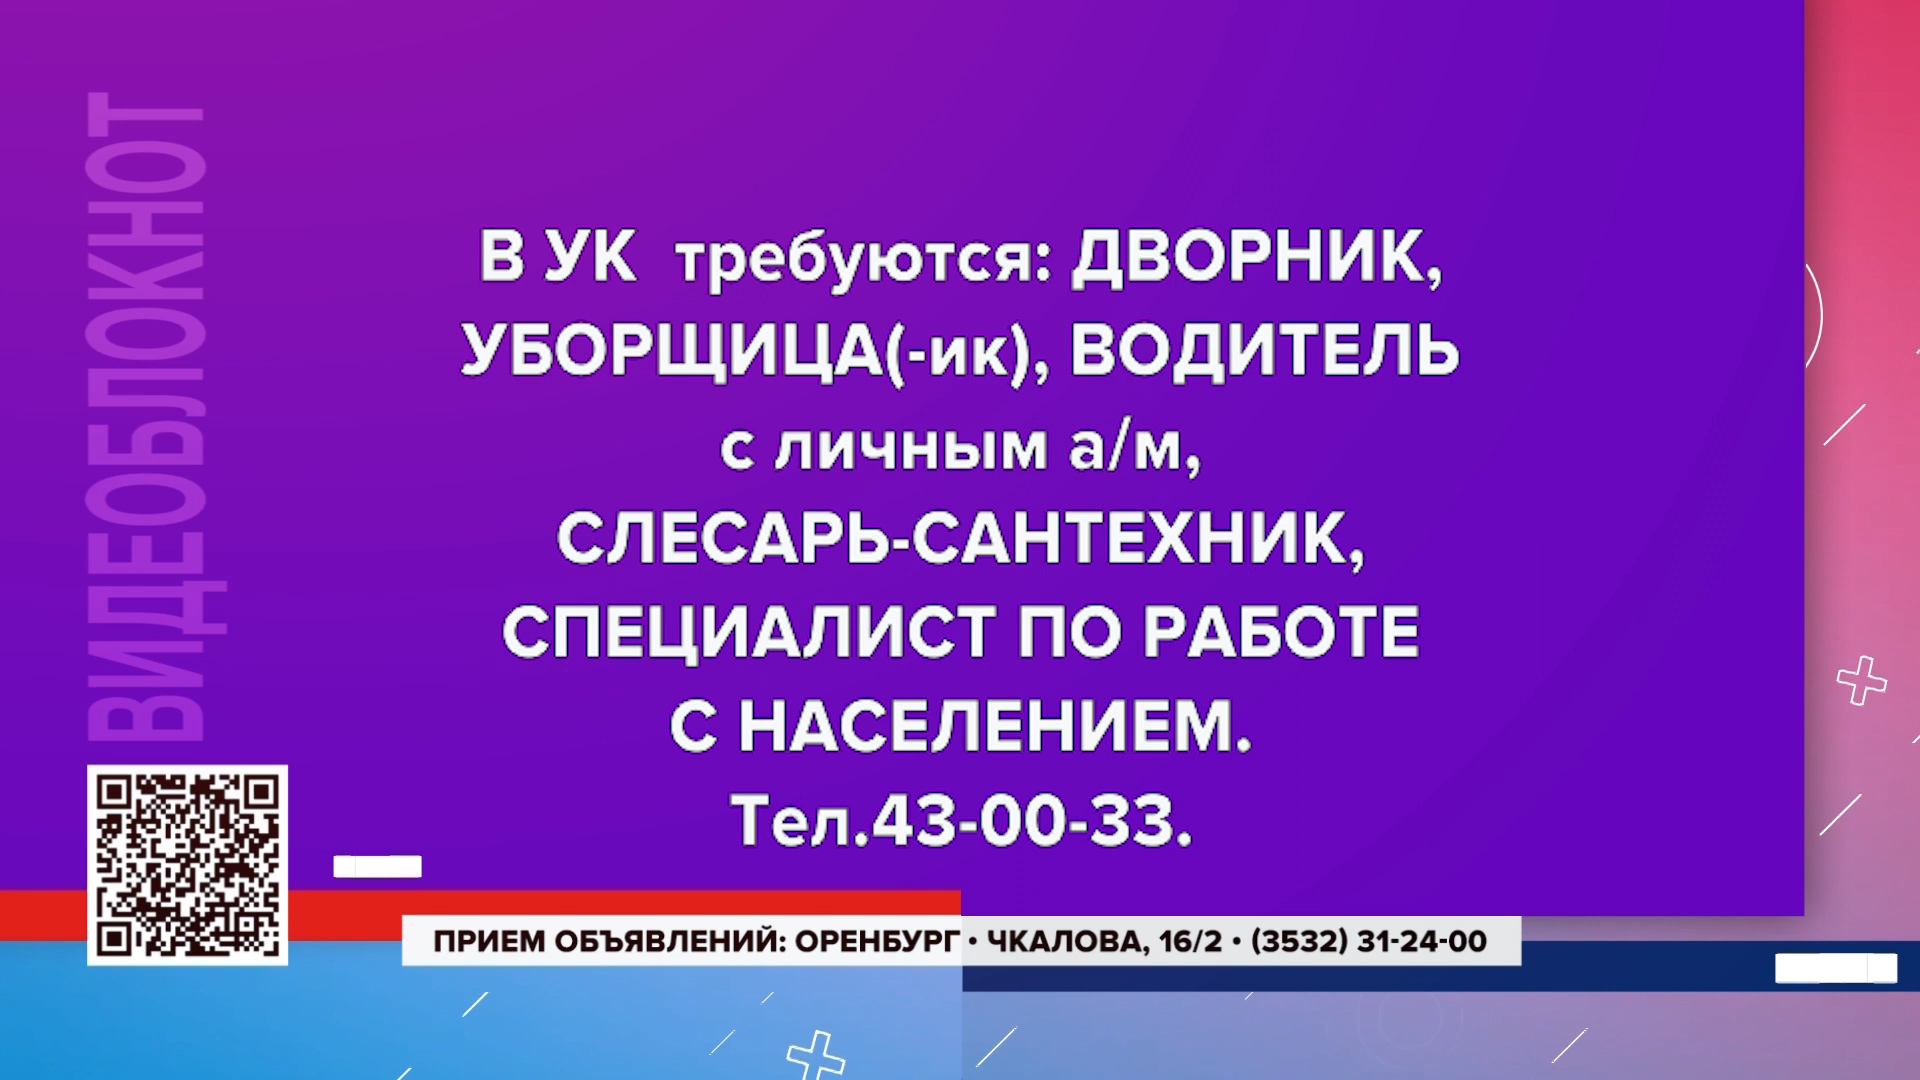 ВИДЕОБЛОКНОТ
В УК требуются: ДВОРНИК,
УБОРЩИЦА(-ик), ВОДИТЕЛЬ
с личным а/м,
СЛЕСАРЬ-САНТЕХНИК,
СПЕЦИАЛИСТ ПО РАБОТЕ
С НАСЕЛЕНИЕМ.
Тел.43-00-33.
ПРИЕМ ОБЪЯВЛЕНИЙ: ОРЕНБУРГ • ЧКАЛОВА, 16/2 • (3532) 31-24-00